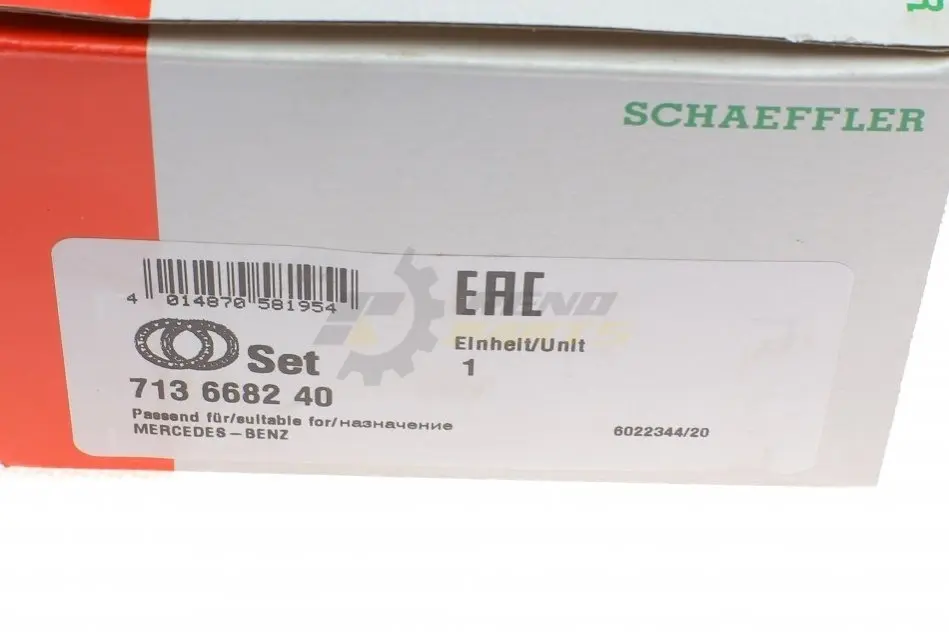 SCHAEFFLER
4 014870 581954
EAC
Set
Einheit/Unit
1
713 6682 40
Passend für/suitable for/назначение
MERCEDES-BENZ
6022344/20
PARTS